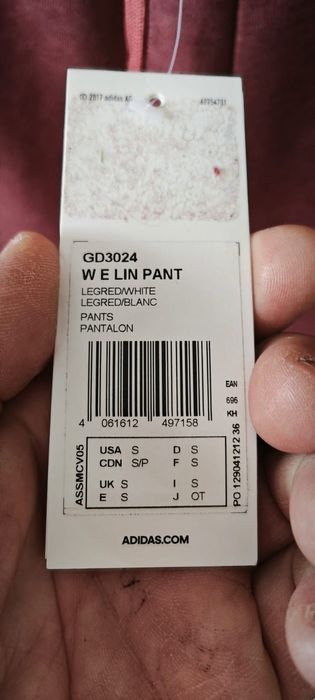 © 2017 adidas AG 47754731
GD3024
W E LIN PANT
LEGRED/WHITE
LEGRED/BLANC
PANTS
PANTALON
EAN
696
KH
4 061612 497158
ASSMCV05
USA S D S
CDN S/P F S
UK S I S
E S J OT
PO 129041212 36
ADIDAS.COM